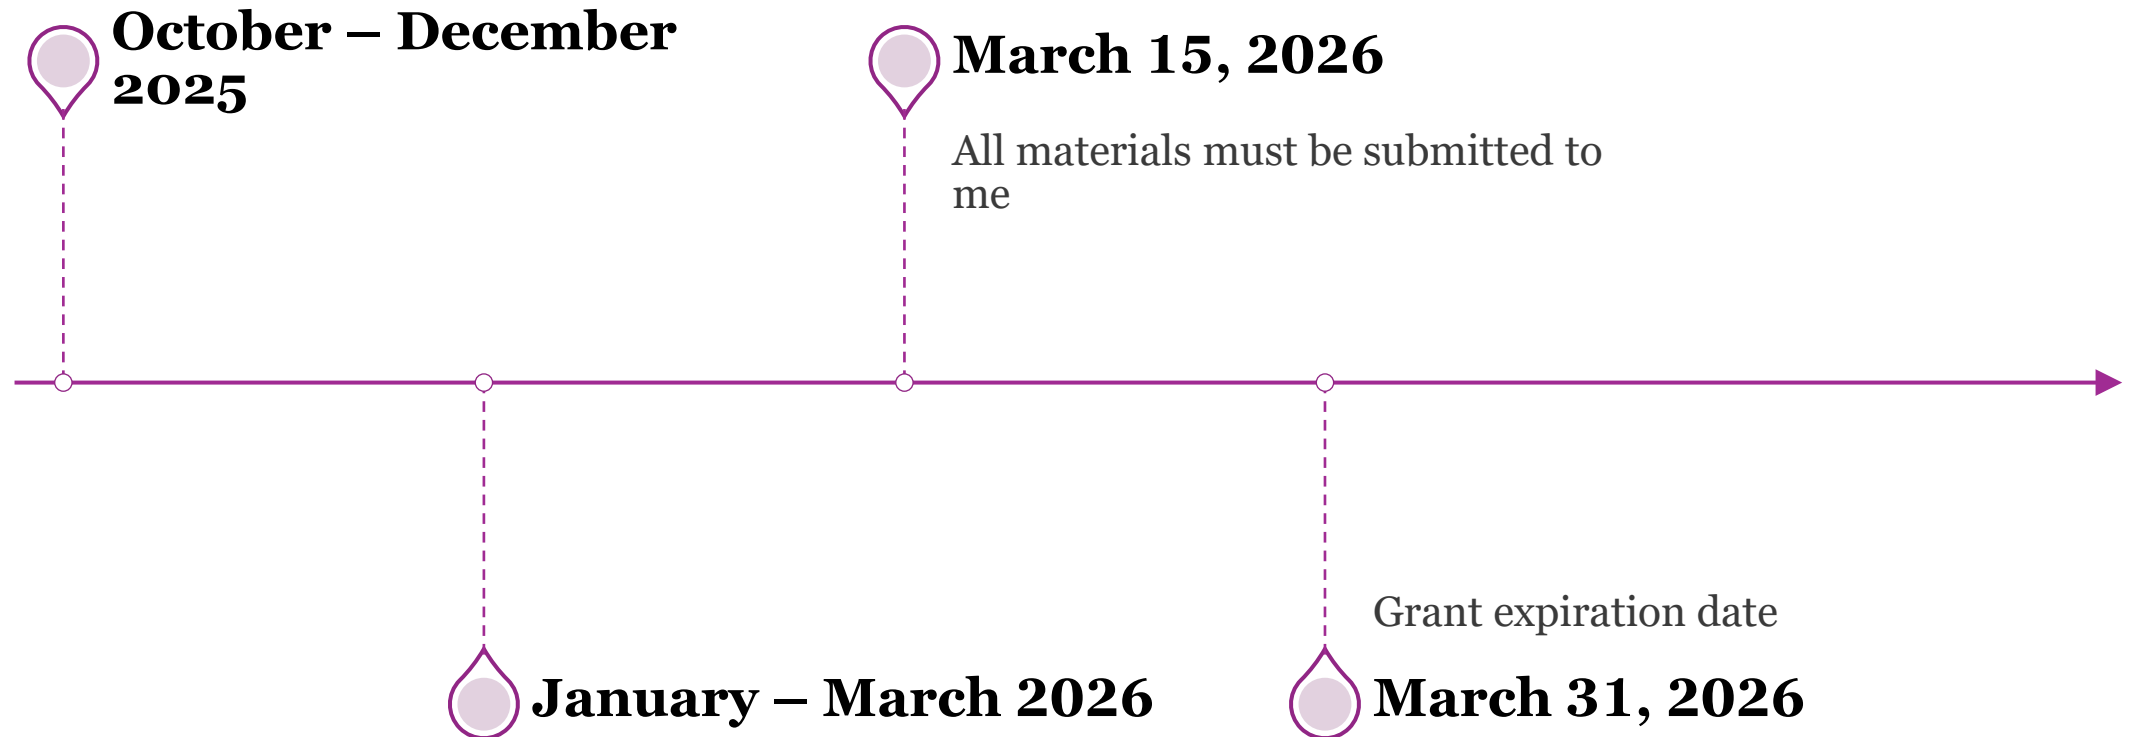 October – December
2025
March 15, 2026
All materials must be submitted to
me
Grant expiration date
January – March 2026
March 31, 2026